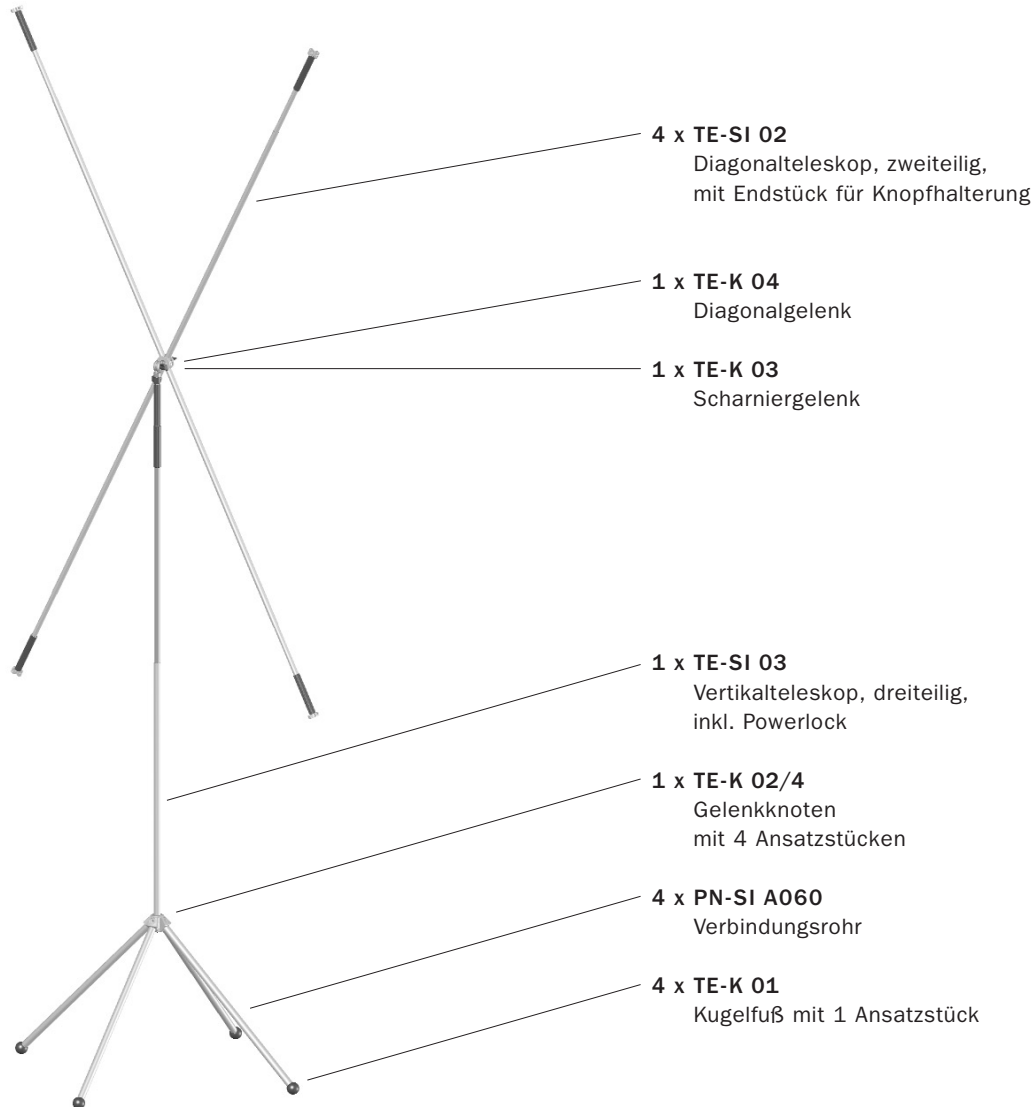 4 x TE-SI 02
Diagonalteleskop, zweiteilig,
mit Endstück für Knopfhalterung
1 x TE-K 04
Diagonalgelenk
1 x TE-K 03
Scharniergelenk
1 x TE-SI 03
Vertikalteleskop, dreiteilig,
inkl. Powerlock
1 x TE-K 02/4
Gelenkknoten
mit 4 Ansatzstücken
4 x PN-SI A060
Verbindungsrohr
4 x TE-K 01
Kugelfuß mit 1 Ansatzstück